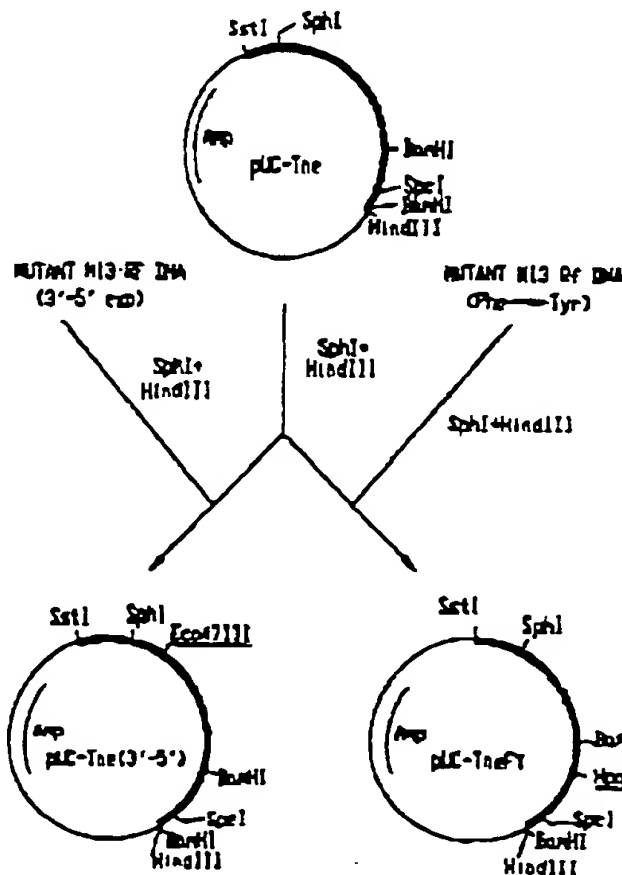 SstI
SphI
Amp
pUC-Tne
BamHI
SpeI
BamHI
HindIII
MUTANT M13 RF DNA
(3'-5' exo)
MUTANT M13 Rf DNA
(Phe→Tyr)
SphI+
HindIII
SphI+
HindIII
SphI+HindIII
SstI
SphI
Eco47III
Amp
pUC-Tne(3'-5')
BamHI
SpeI
BamHI
HindIII
SstI
SphI
Amp
pUC-TneFY
SpeI
BamHI
HindIII